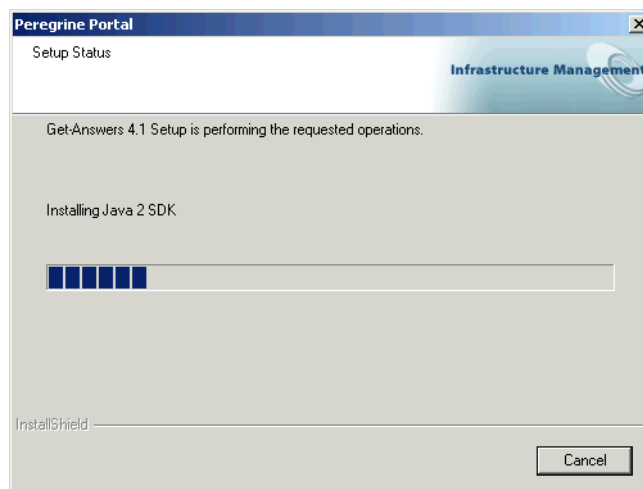 Peregrine Portal
Setup Status
Infrastructure Management
Get-Answers 4.1 Setup is performing the requested operations.
Installing Java 2 SDK
InstallShield
Cancel